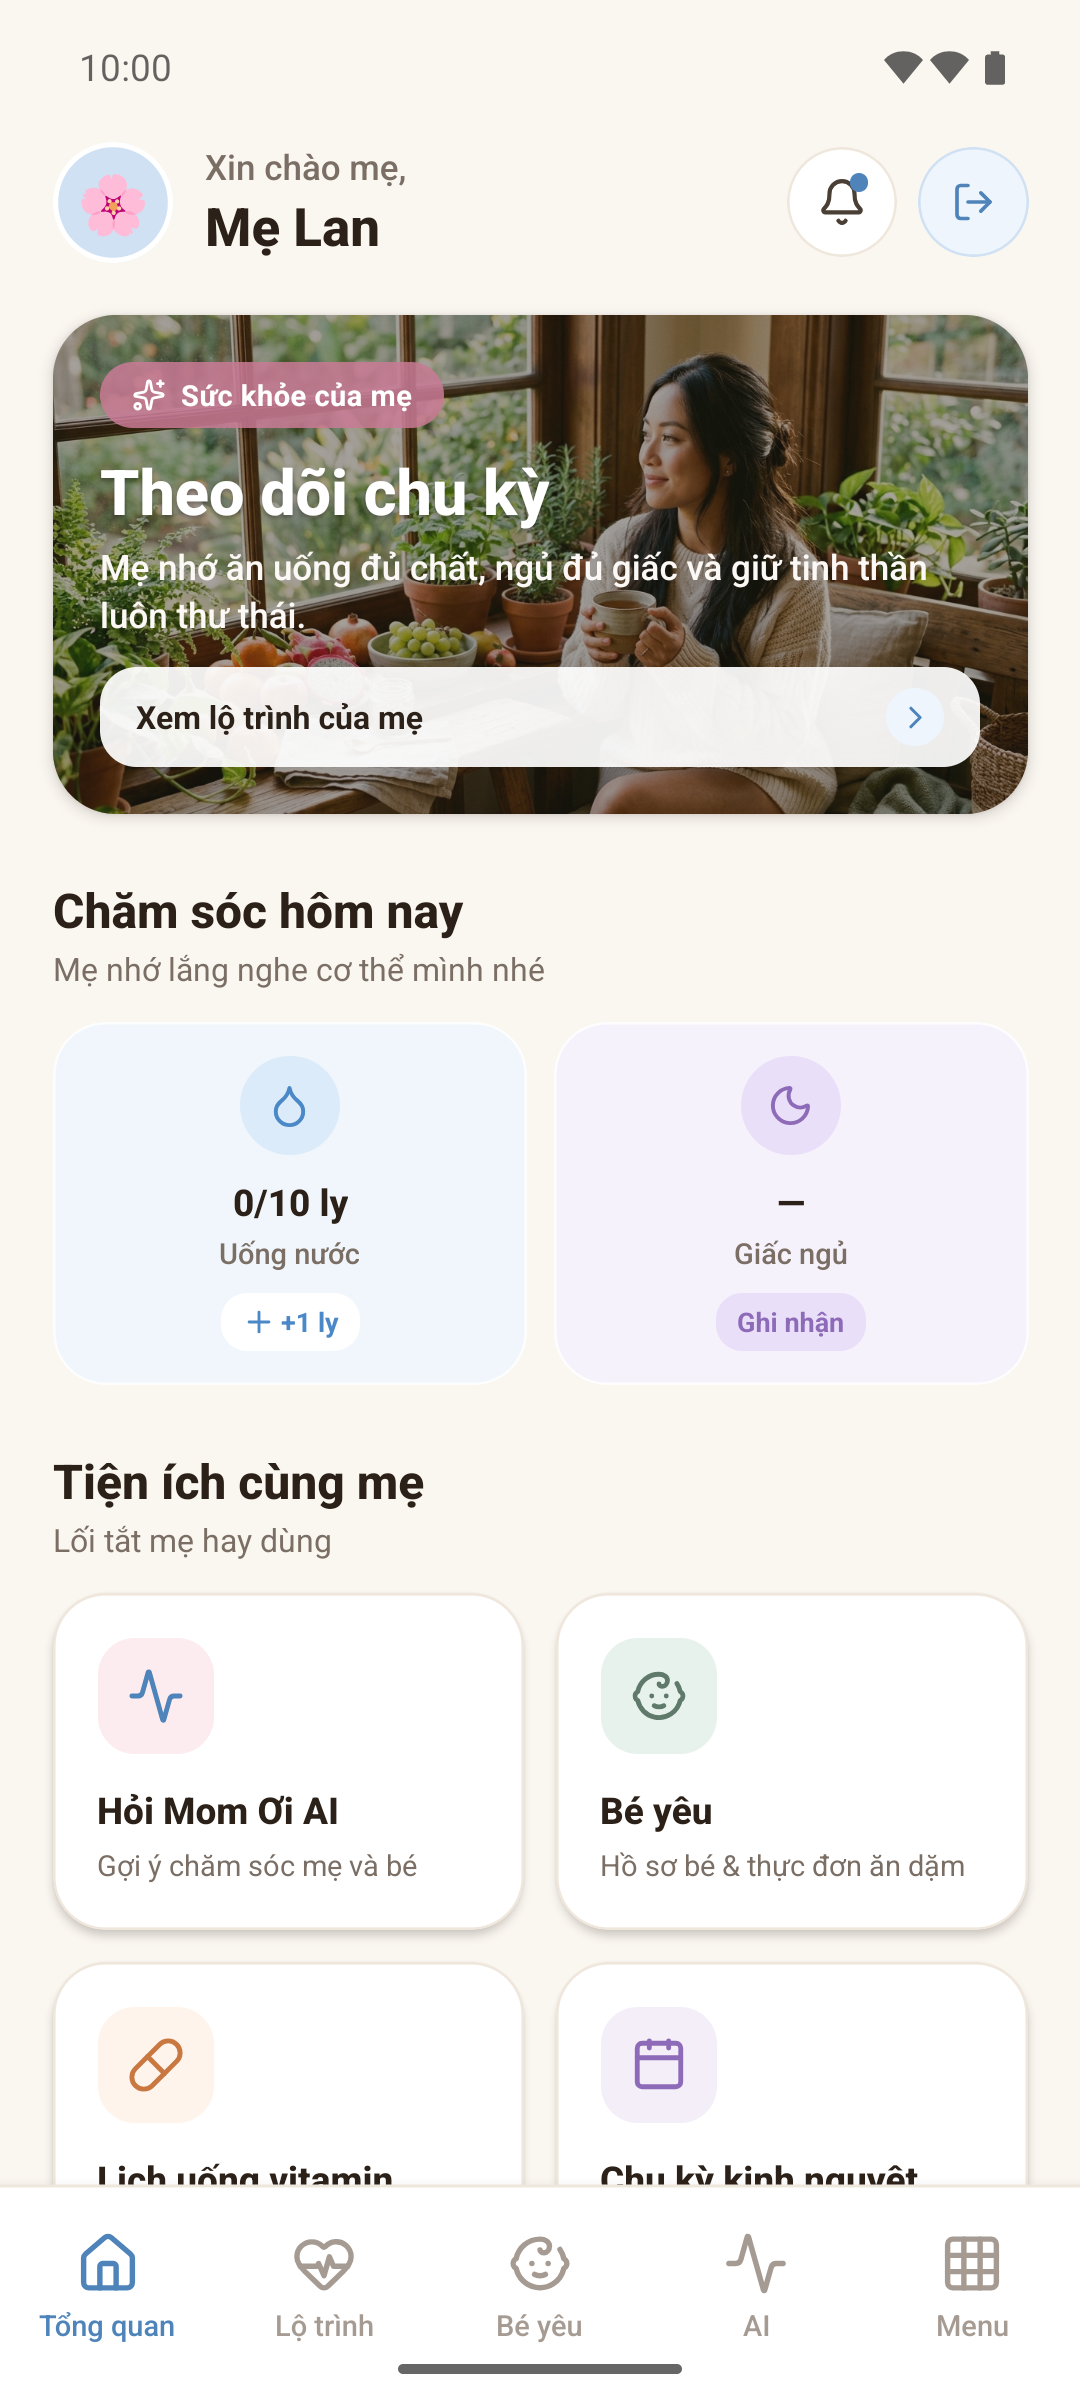 10:00
Xin chào mẹ,
Mẹ Lan
Sức khỏe của mẹ
Theo dõi chu kỳ
Mẹ nhớ ăn uống đủ chất, ngủ đủ giấc và giữ tinh thần
luôn thư thái.
Xem lộ trình của mẹ
Chăm sóc hôm nay
Mẹ nhớ lắng nghe cơ thể mình nhé
0/10 ly
Uống nước
+1 ly
–
Giấc ngủ
Ghi nhận
Tiện ích cùng mẹ
Lối tắt mẹ hay dùng
Hỏi Mom Ơi AI
Gợi ý chăm sóc mẹ và bé
Bé yêu
Hồ sơ bé & thực đơn ăn dặm
Lịch uống vitamin
Chu kỳ kinh nguyệt
Tổng quan
Lộ trình
Bé yêu
AI
Menu